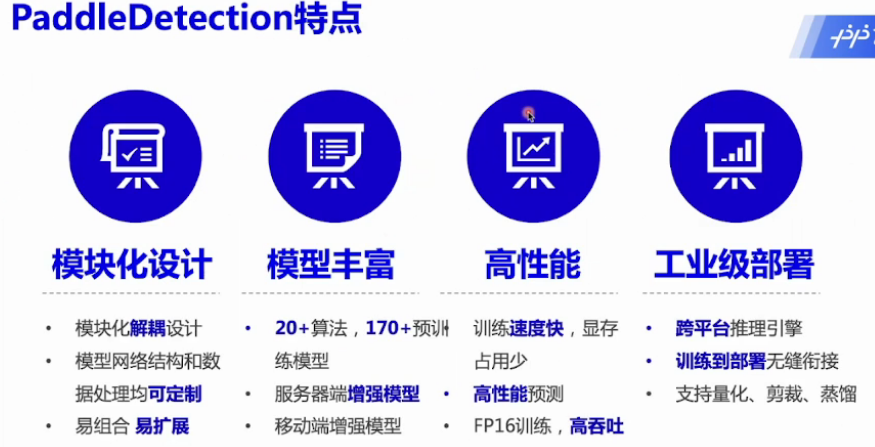 PaddleDetection特点
模块化设计
• 模块化解耦设计
• 模型网络结构和数
据处理均可定制
• 易组合 易扩展
模型丰富
• 20+算法，170+预训
练模型
• 服务器端增强模型
• 移动端增强模型
高性能
• 训练速度快，显存
占用少
• 高性能预测
• FP16训练，高吞吐
工业级部署
• 跨平台推理引擎
• 训练到部署无缝衔接
• 支持量化、剪裁、蒸馏